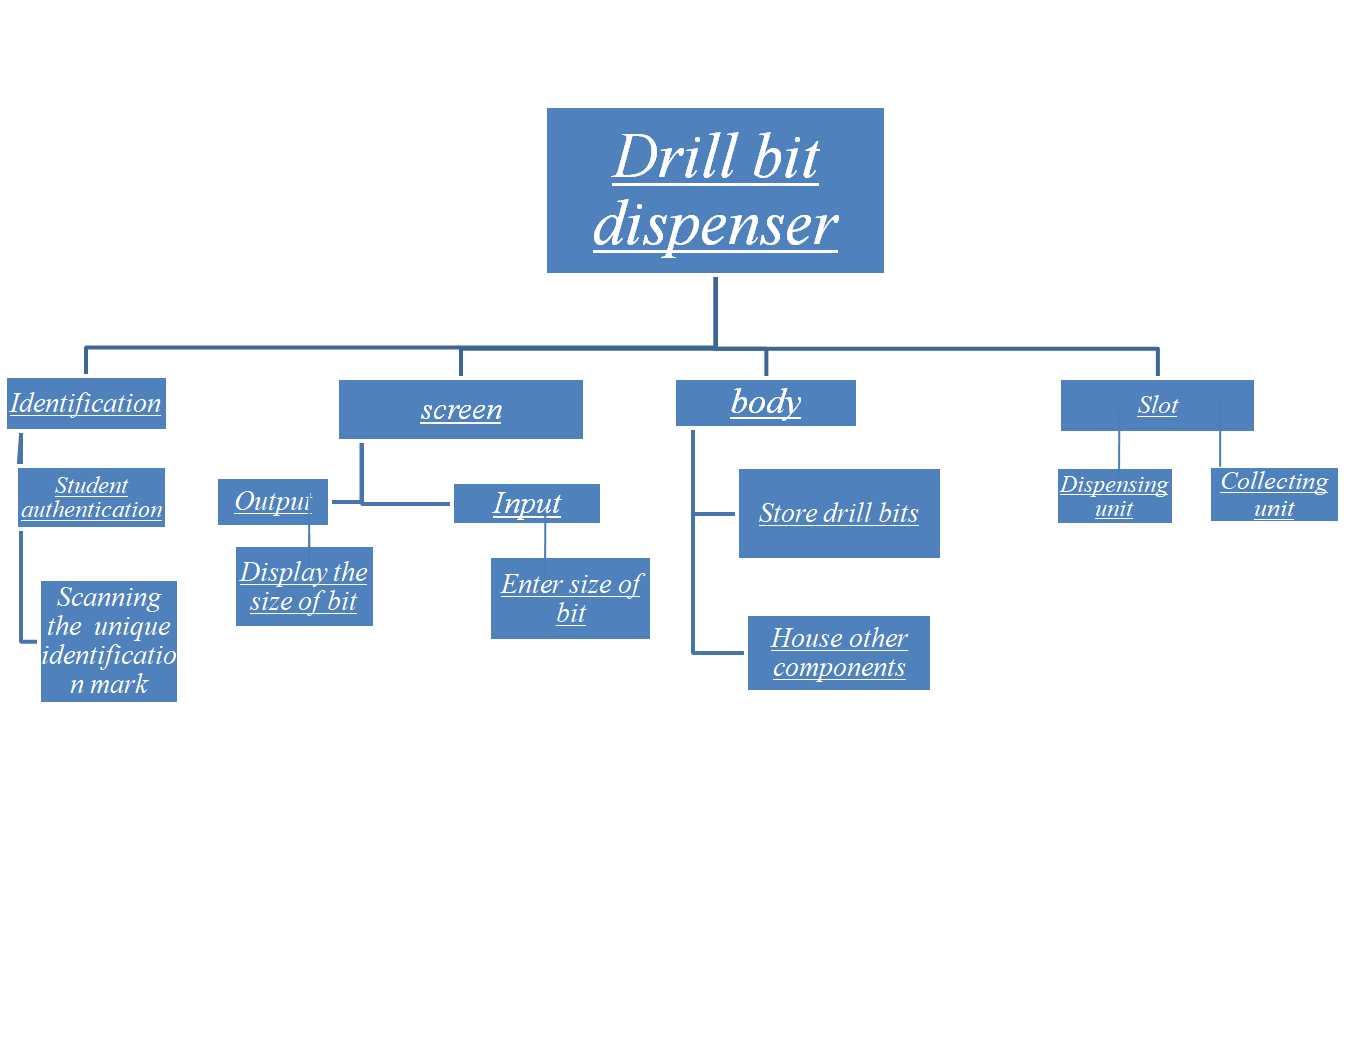 Drill bit
dispenser
Identification
screen
body
Slot
Student
authentication
Output
Input
Store drill bits
Dispensing
unit
Collecting
unit
Scanning
the unique
identificatio
n mark
Display the
size of bit
Enter size of
bit
House other
components